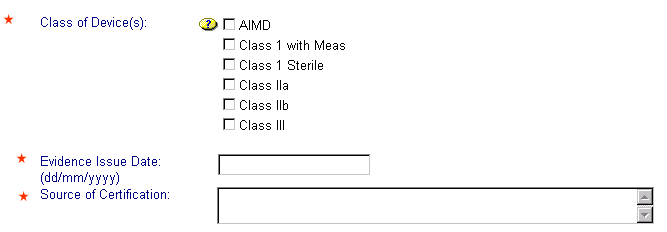 Class of Device(s): ? AIMD
Class 1 with Meas
Class 1 Sterile
Class IIa
Class IIb
Class III
Evidence Issue Date:
(dd/mm/yyyy)
Source of Certification: